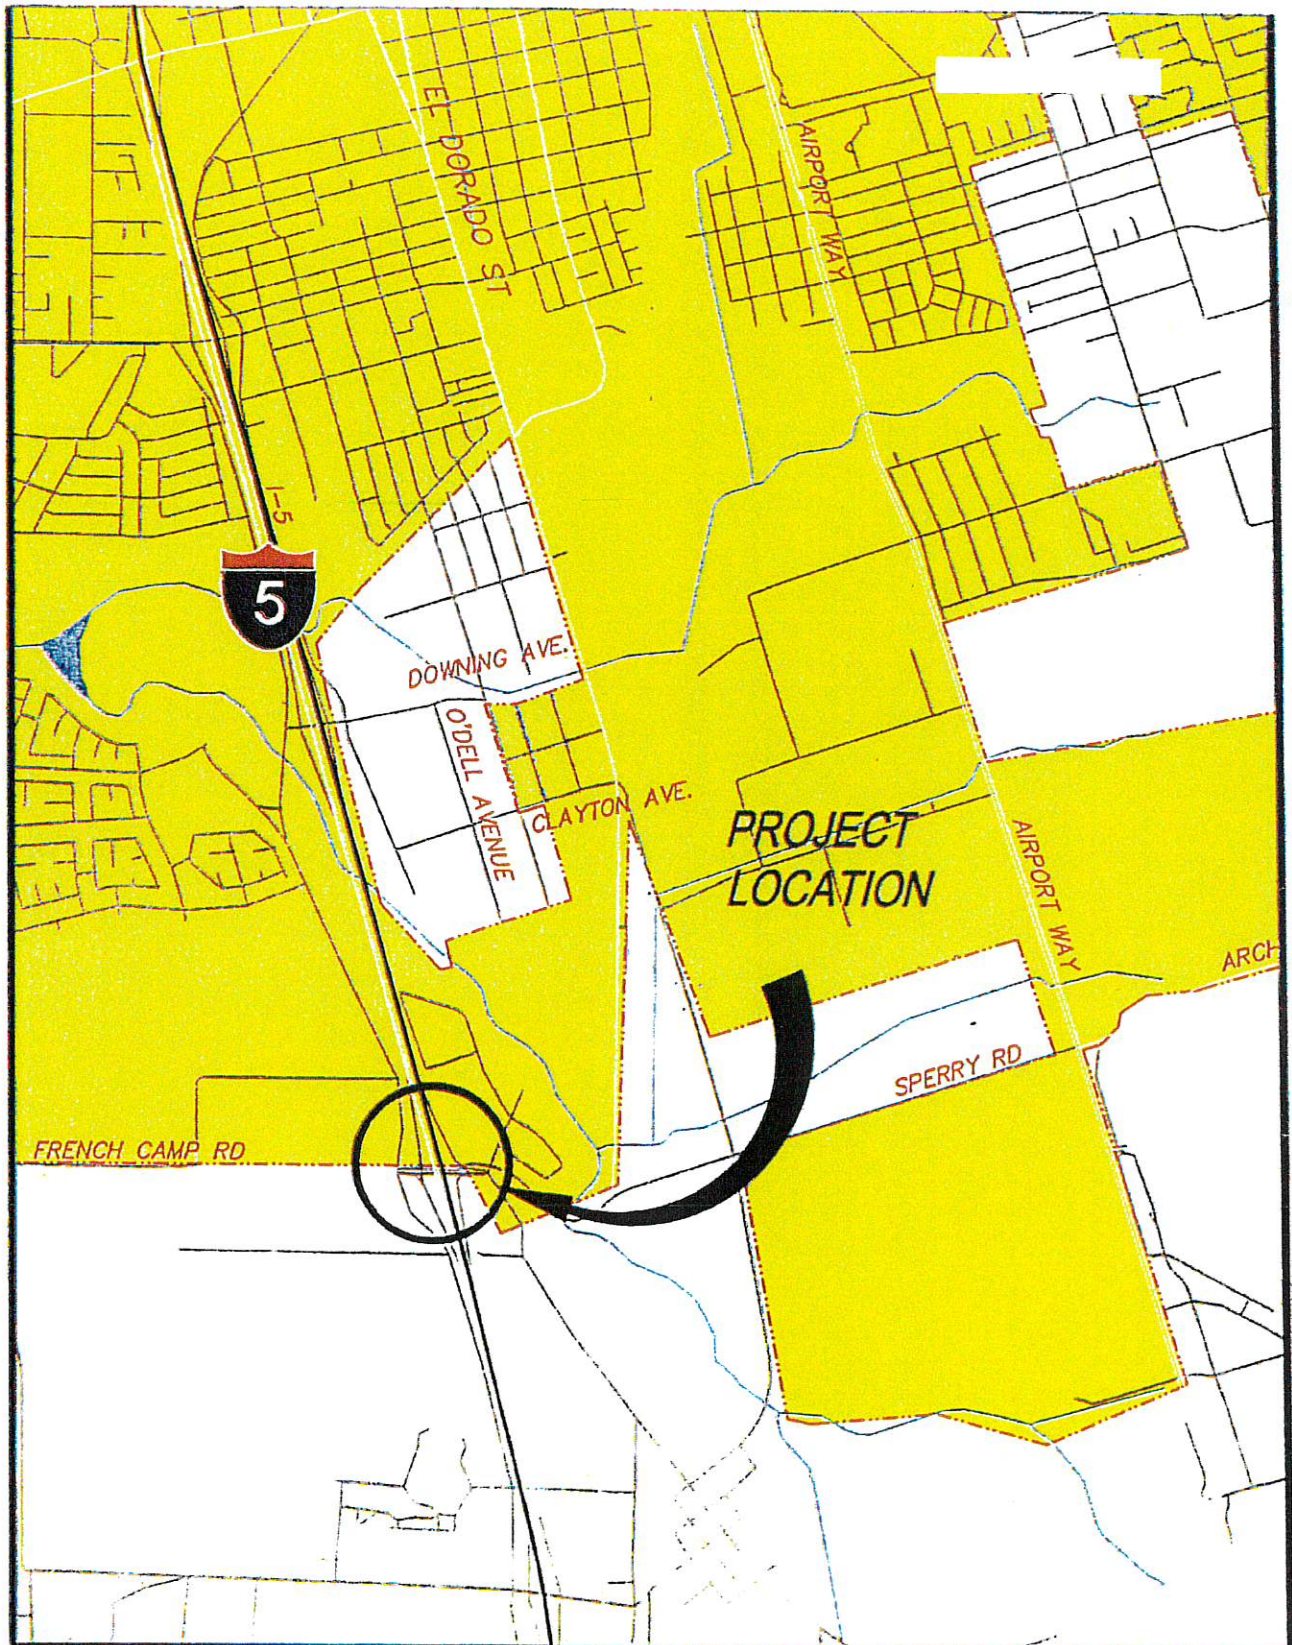 EL DORADO ST
AIRPORT WAY
I-5
5
DOWNING AVE.
O'DELL AVENUE
CLAYTON AVE.
PROJECT
LOCATION
AIRPORT WAY
ARCH
SPERRY RD
FRENCH CAMP RD